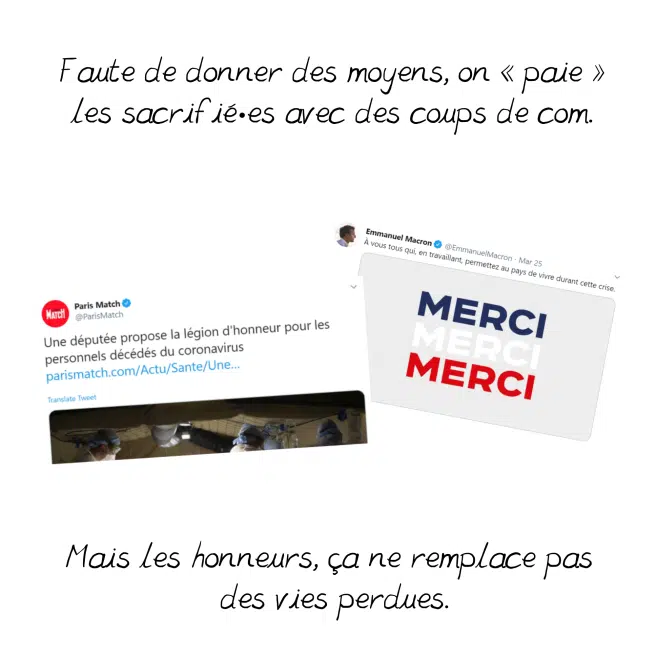 Faute de donner des moyens, on « paie »
les sacrifié•es avec des coups de com.
Emmanuel Macron @EmmanuelMacron · Mar 25
À vous tous qui, en travaillant, permettez au pays de vivre durant cette crise.
MERCI
MERCI
MERCI
MATCH
Paris Match
@ParisMatch
Une députée propose la légion d'honneur pour les
personnels décédés du coronavirus
parismatch.com/Actu/Sante/Une...
Translate Tweet
Mais les honneurs, ça ne remplace pas
des vies perdues.